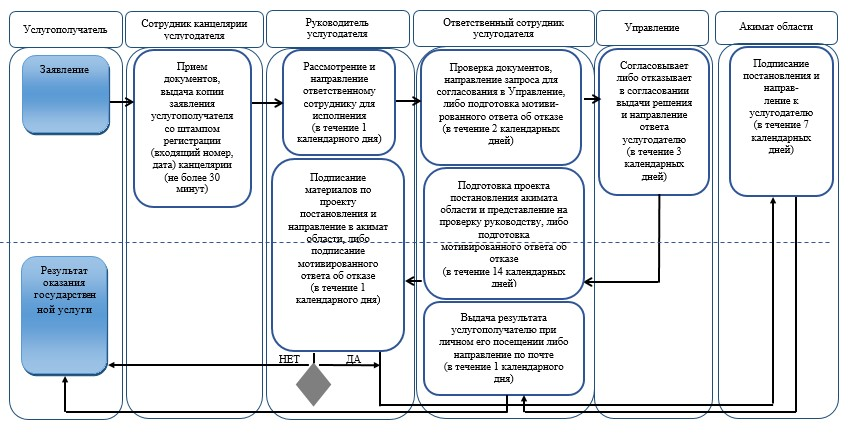 Услугополучатель
Сотрудник канцелярии
услугодателя
Руководитель
услугодателя
Ответственный сотрудник
услугодателя
Управление
Акимат области
Заявление
Прием
документов,
выдача копии
заявления
услугополучателя
со штампом
регистрации
(входящий номер,
дата) канцелярии
(не более 30
минут)
Рассмотрение и
направление
ответственному
сотруднику для
исполнения
(в течение 1
календарного дня)
Проверка документов,
направление запроса для
согласования в Управление,
либо подготовка мотиви-
рованного ответа об отказе
(в течение 2 календарных
дней)
Согласовывает
либо отказывает
в согласовании
выдачи решения
и направление
ответа
услугодателю
(в течение 3
календарных
дней)
Подписание
постановления и
направ-
ление к
услугодателю
(в течение 7
календарных
дней)
Подписание
материалов по
проекту
постановления и
направление в акимат
области, либо
подписание
мотивированного
ответа об отказе
(в течение 1
календарного дня)
Подготовка проекта
постановления акимата
области и представление на
проверку руководству, либо
подготовка
мотивированного ответа об
отказе
(в течение 14 календарных
дней)
Результат
оказания
государствен
ной услуги
Выдача результата
услугополучателю при
личном его посещении либо
направление по почте
(в течение 1 календарного
дня)
НЕТ
ДА